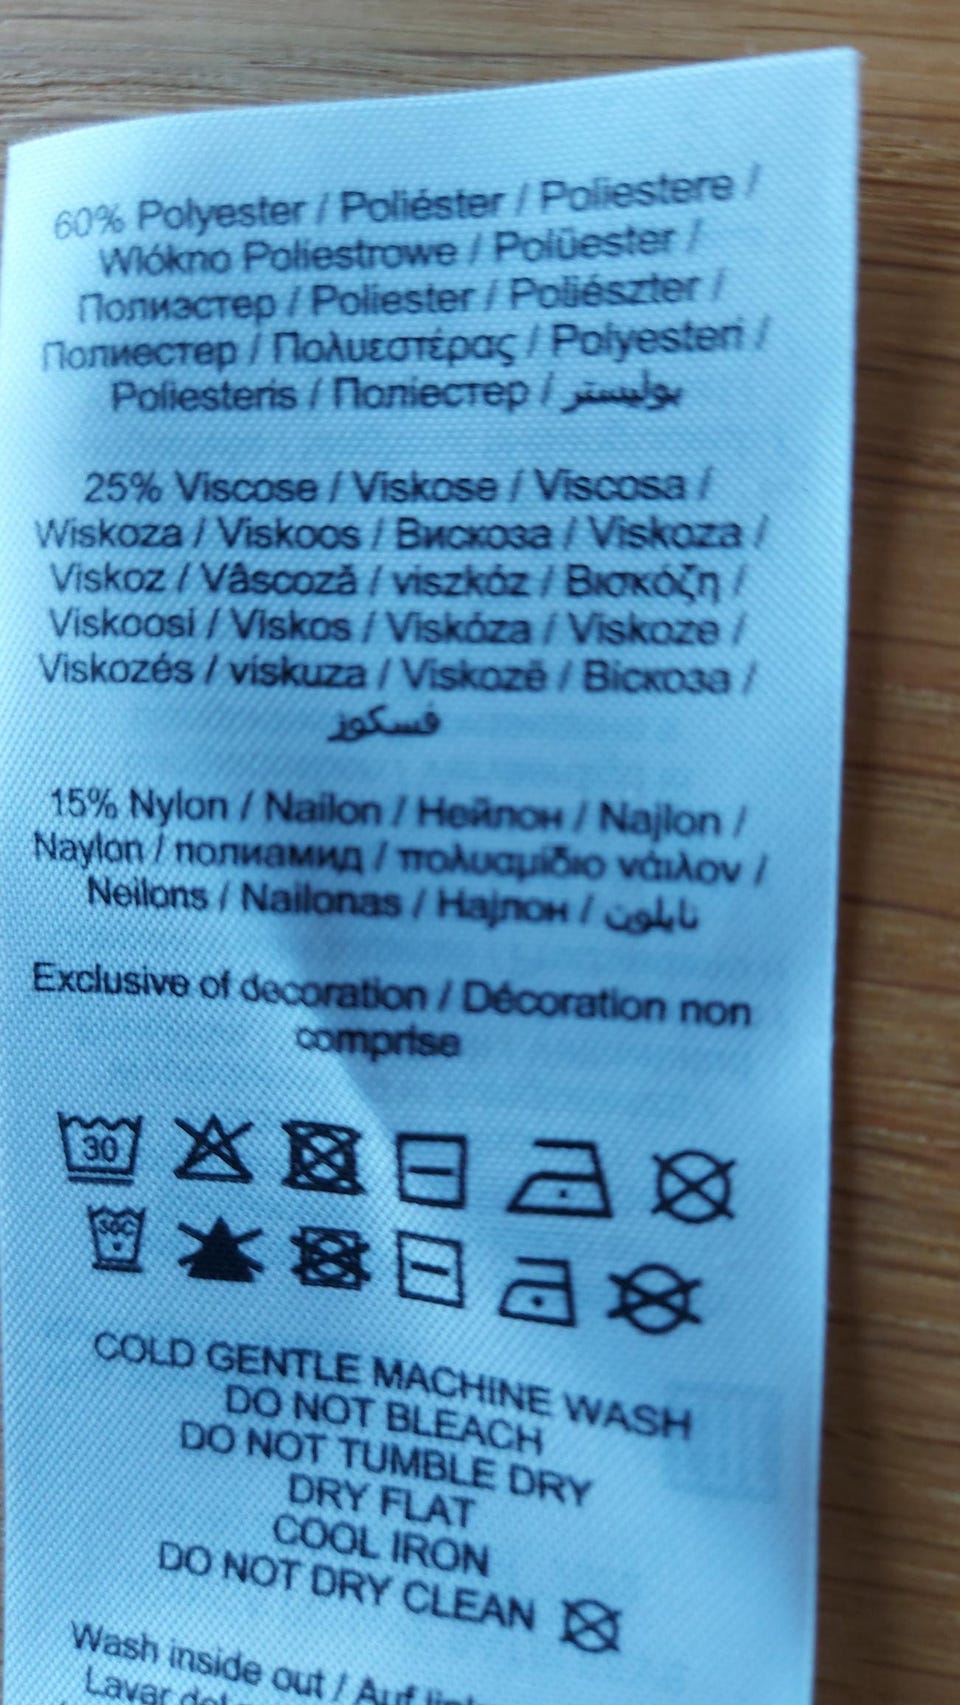 60% Polyester / Poliéster / Poliestere /
Wlókno Poliestrowe / Polüester /
Полиэстер / Poliester / Poliészter /
Полиестер / Πολυεστέρας / Polyesteri /
Poliesteris / Поліестер / بوليستر
25% Viscose / Viskose / Viscosa /
Wiskoza / Viskoos / Вискоза / Viskoza /
Viskoz / Vâscoză / viszkóz / Βισκόζη /
Viskoosi / Viskos / Viskóza / Viskoze /
Viskozés / viskuza / Viskozë / Віскоза /
فسكوز
15% Nylon / Nailon / Нейлон / Najlon /
Naylon / полиамид / πολυαμίδιο νάιλον /
Neilons / Nailonas / Најлон / نايلون
Exclusive of decoration / Décoration non
comprise
30
30C
COLD GENTLE MACHINE WASH
DO NOT BLEACH
DO NOT TUMBLE DRY
DRY FLAT
COOL IRON
DO NOT DRY CLEAN
Wash inside out / Auf
Lavar del